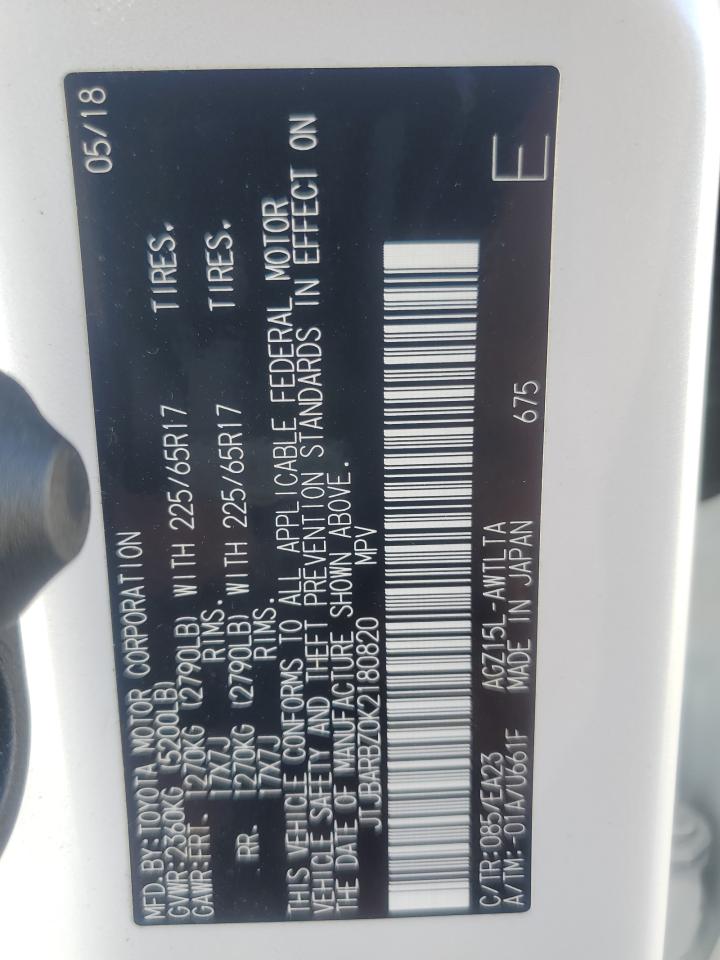 MFD.BY:TOYOTA MOTOR CORPORATION 05/18
GVWR:2360KG (5200LB)
GAWR:FRT. 1270KG (2790LB) WITH 225/65R17 TIRES.
17X7J RIMS.
RR. 1270KG (2790LB) WITH 225/65R17 TIRES.
17X7J RIMS.
THIS VEHICLE CONFORMS TO ALL APPLICABLE FEDERAL MOTOR
VEHICLE SAFETY AND THEFT PREVENTION STANDARDS IN EFFECT ON
THE DATE OF MANUFACTURE SHOWN ABOVE.
JTJBARBZ0K2180820 MPV
C/TR:085/EA23 AGZ15L-AWTLTA 675 E
A/TM:-01A/U661F MADE IN JAPAN